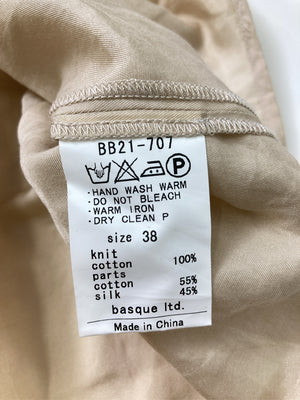 BB21-707
P
·HAND WASH WARM
·DO NOT BLEACH
·WARM IRON
·DRY CLEAN P
size 38
knit
cotton 100%
parts
cotton 55%
silk 45%
basque ltd.
Made in China